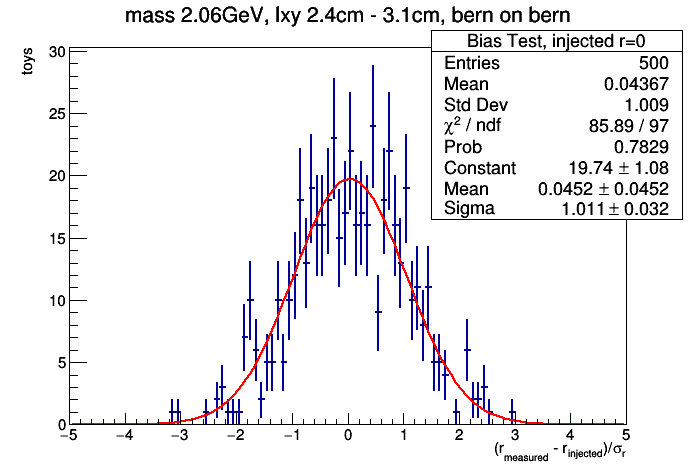 mass 2.06GeV, lxy 2.4cm - 3.1cm, bern on bern
toys
Bias Test, injected r=0
Entries 500
Mean 0.04367
Std Dev 1.009
χ² / ndf 85.89 / 97
Prob 0.7829
Constant 19.74 ± 1.08
Mean 0.0452 ± 0.0452
Sigma 1.011 ± 0.032
30
25
20
15
10
5
0
−5 −4 −3 −2 −1 0 1 2 3 4 5
(r_measured - r_injected)/σ_r